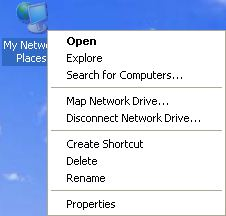 My Netw
Places
Open
Explore
Search for Computers...
Map Network Drive...
Disconnect Network Drive...
Create Shortcut
Delete
Rename
Properties